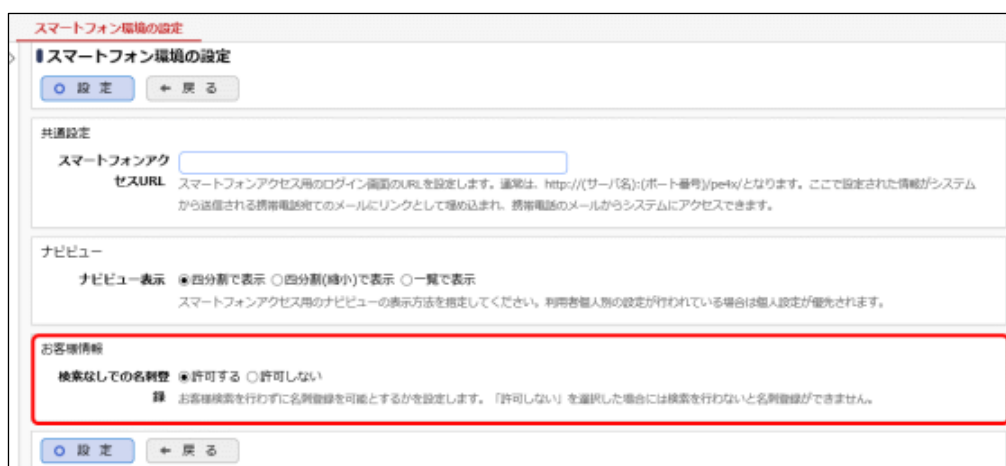 スマートフォン環境の設定
スマートフォン環境の設定
設 定 戻 る
共通設定
スマートフォンアク
セスURL スマートフォンアクセス用のログイン画面のURLを設定します。通常は、http://(サーバ名):(ポート番号)/pe4x/となります。ここで設定された情報がシステム
から送信される携帯電話宛てのメールにリンクとして埋め込まれ、携帯電話のメールからシステムにアクセスできます。
ナビビュー
ナビビュー表示 四分割で表示 四分割(縮小)で表示 一覧で表示
スマートフォンアクセス用のナビビューの表示方法を指定してください。利用者個人別の設定が行われている場合は個人設定が優先されます。
お客様情報
検索なしでの名刺登 許可する 許可しない
録 お客様検索を行わずに名刺登録を可能とするかを設定します。「許可しない」を選択した場合には検索を行わないと名刺登録ができません。
設 定 戻 る